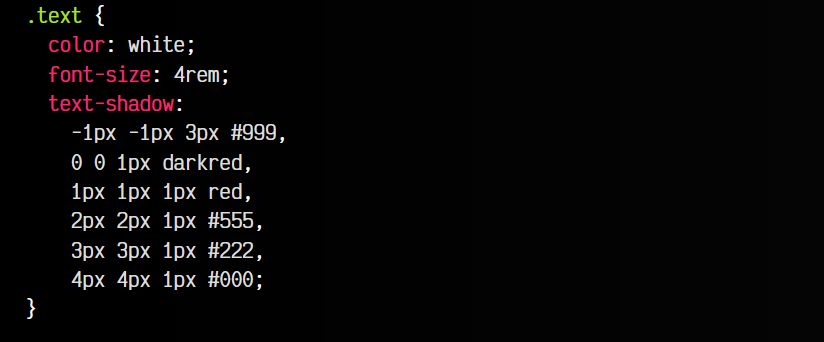 .text {
  color: white;
  font-size: 4rem;
  text-shadow:
    -1px -1px 3px #999,
    0 0 1px darkred,
    1px 1px 1px red,
    2px 2px 1px #555,
    3px 3px 1px #222,
    4px 4px 1px #000;
}